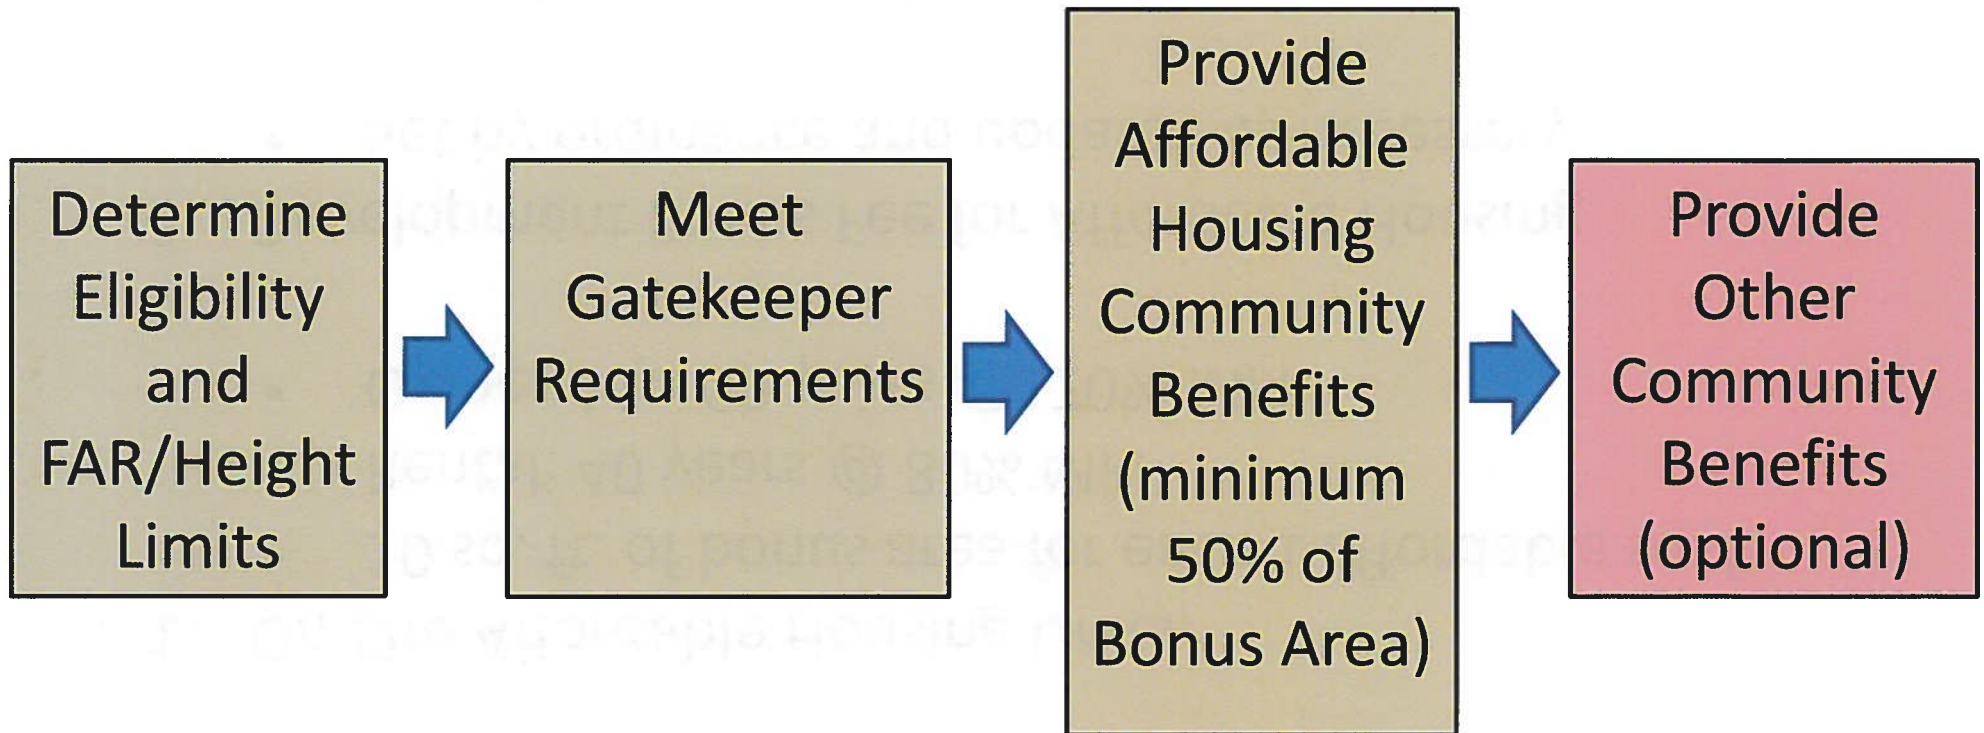 Determine
Eligibility
and
FAR/Height
Limits
Meet
Gatekeeper
Requirements
Provide
Affordable
Housing
Community
Benefits
(minimum
50% of
Bonus Area)
Provide
Other
Community
Benefits
(optional)